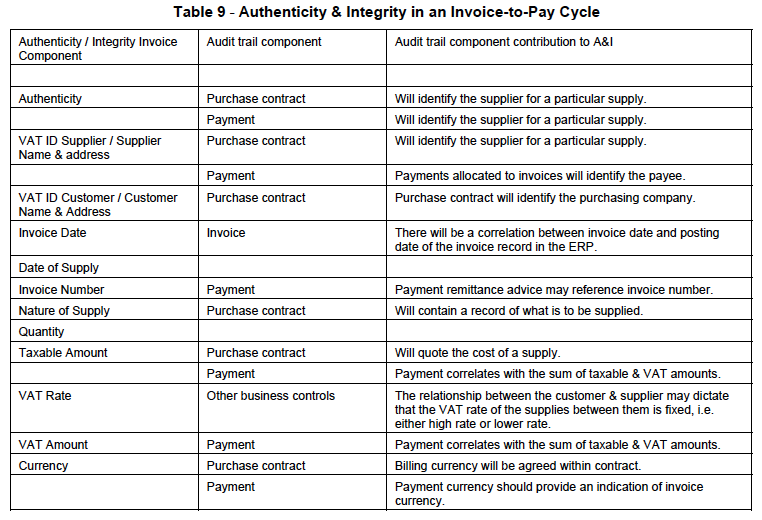 Table 9 - Authenticity & Integrity in an Invoice-to-Pay Cycle
Authenticity / Integrity Invoice Component | Audit trail component | Audit trail component contribution to A&I
Authenticity | Purchase contract | Will identify the supplier for a particular supply.
Payment | Will identify the supplier for a particular supply.
VAT ID Supplier / Supplier Name & address | Purchase contract | Will identify the supplier for a particular supply.
Payment | Payments allocated to invoices will identify the payee.
VAT ID Customer / Customer Name & Address | Purchase contract | Purchase contract will identify the purchasing company.
Invoice Date | Invoice | There will be a correlation between invoice date and posting date of the invoice record in the ERP.
Date of Supply
Invoice Number | Payment | Payment remittance advice may reference invoice number.
Nature of Supply | Purchase contract | Will contain a record of what is to be supplied.
Quantity
Taxable Amount | Purchase contract | Will quote the cost of a supply.
Payment | Payment correlates with the sum of taxable & VAT amounts.
VAT Rate | Other business controls | The relationship between the customer & supplier may dictate that the VAT rate of the supplies between them is fixed, i.e. either high rate or lower rate.
VAT Amount | Payment | Payment correlates with the sum of taxable & VAT amounts.
Currency | Purchase contract | Billing currency will be agreed within contract.
Payment | Payment currency should provide an indication of invoice currency.